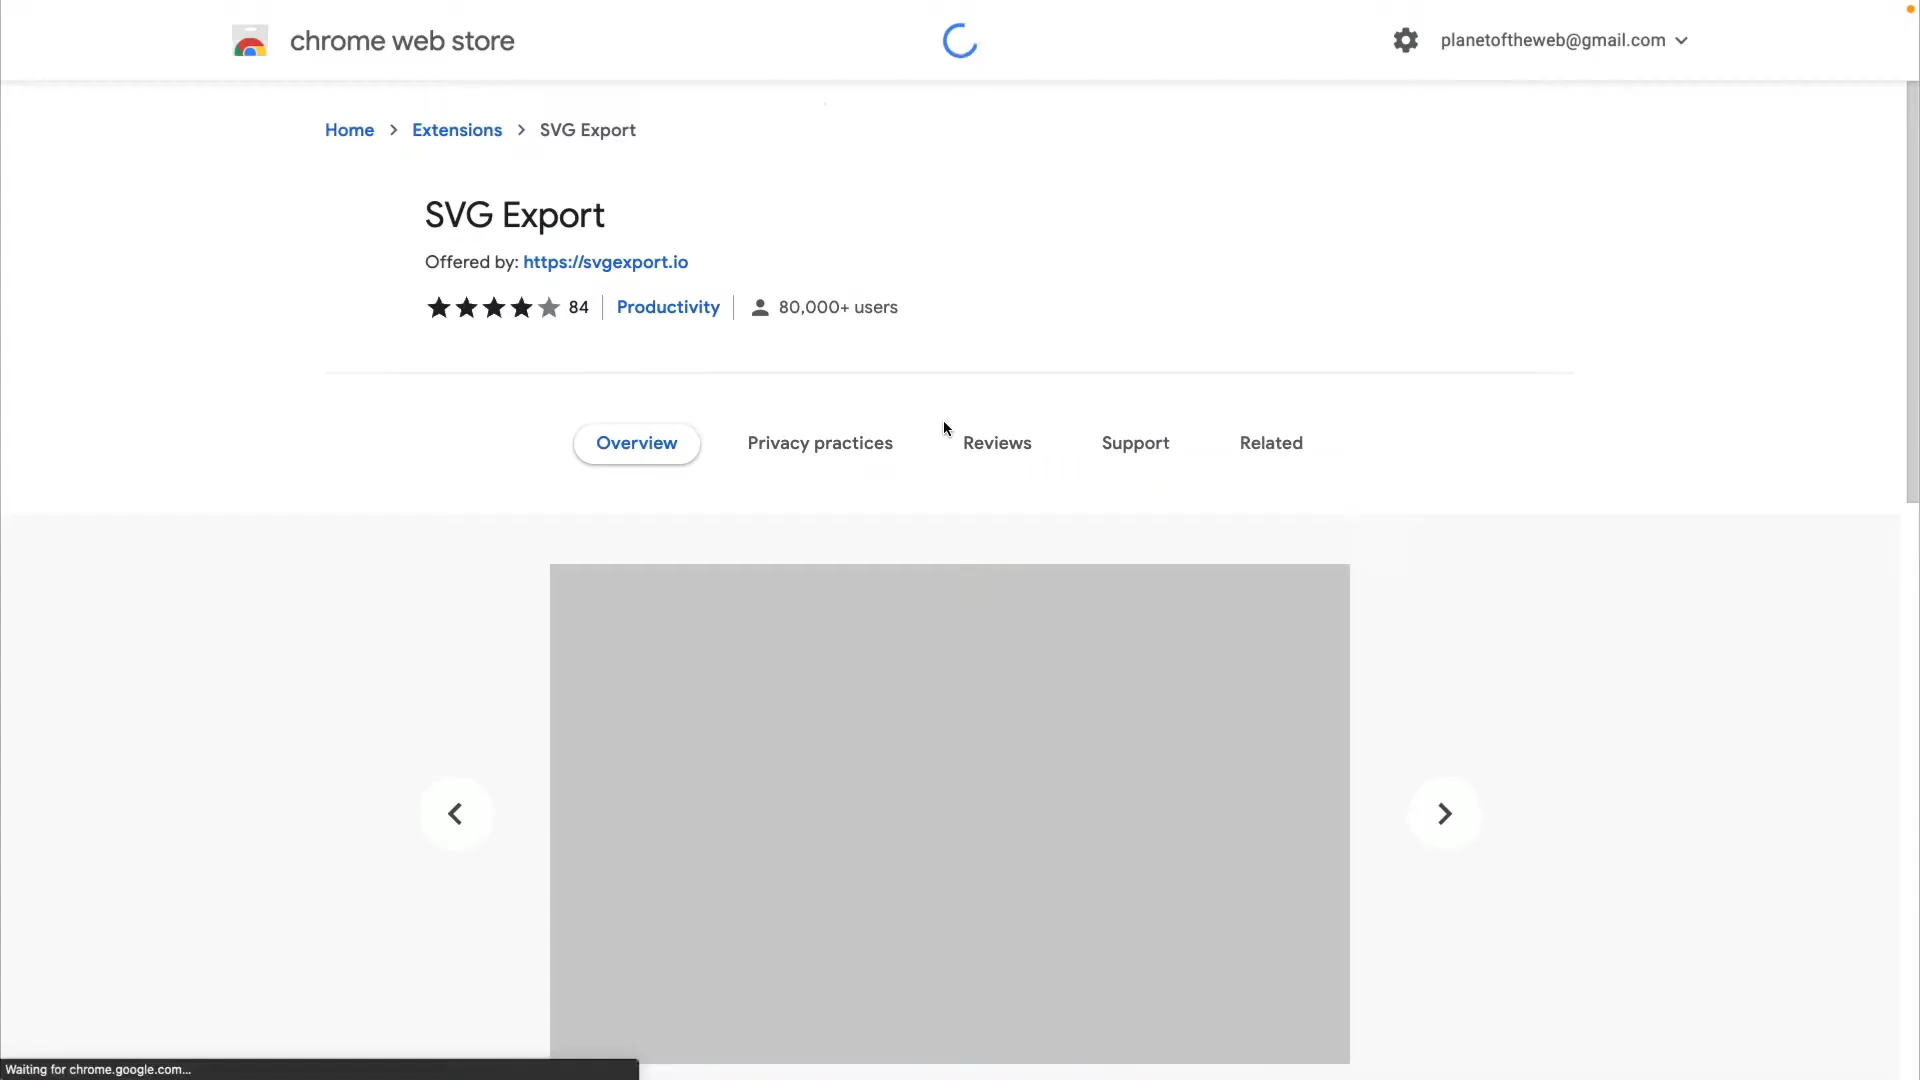 chrome web store
planetoftheweb@gmail.com
Home > Extensions > SVG Export
SVG Export
Offered by: https://svgexport.io
84 Productivity 80,000+ users
Overview Privacy practices Reviews Support Related
Waiting for chrome.google.com...